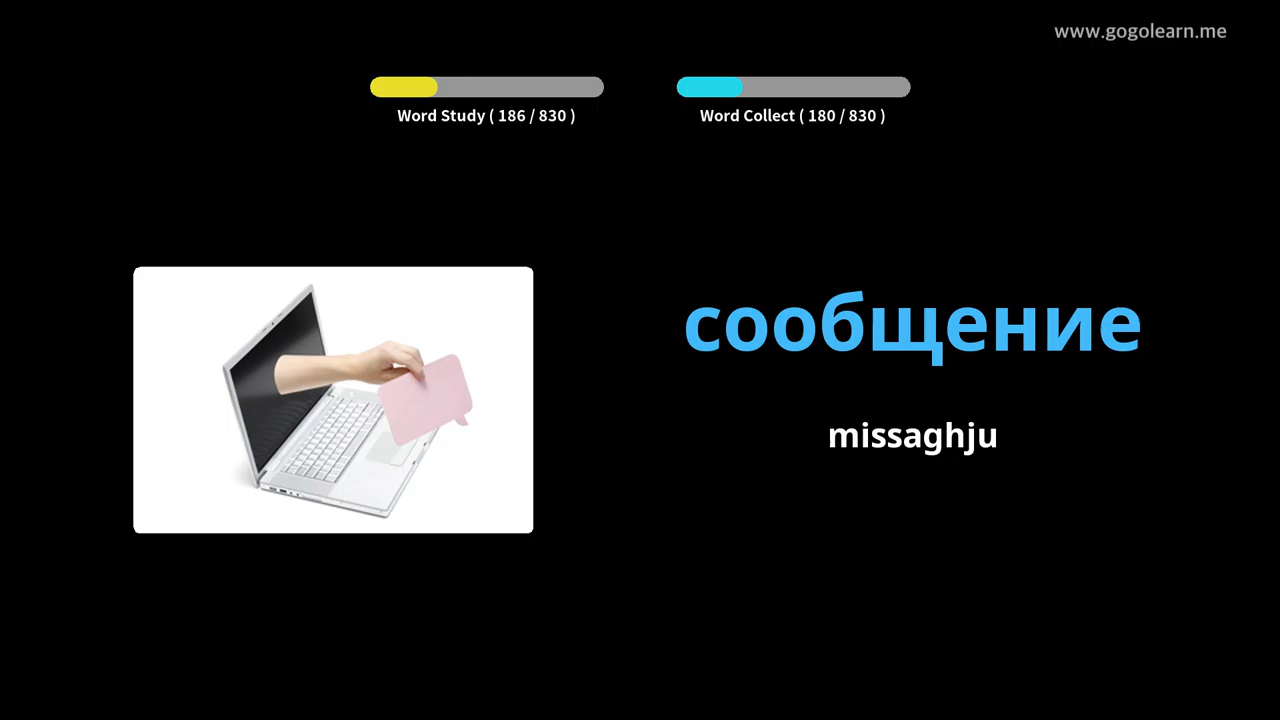 www.gogolearn.me
Word Study ( 186 / 830 )
Word Collect ( 180 / 830 )
сообщение
missaghju